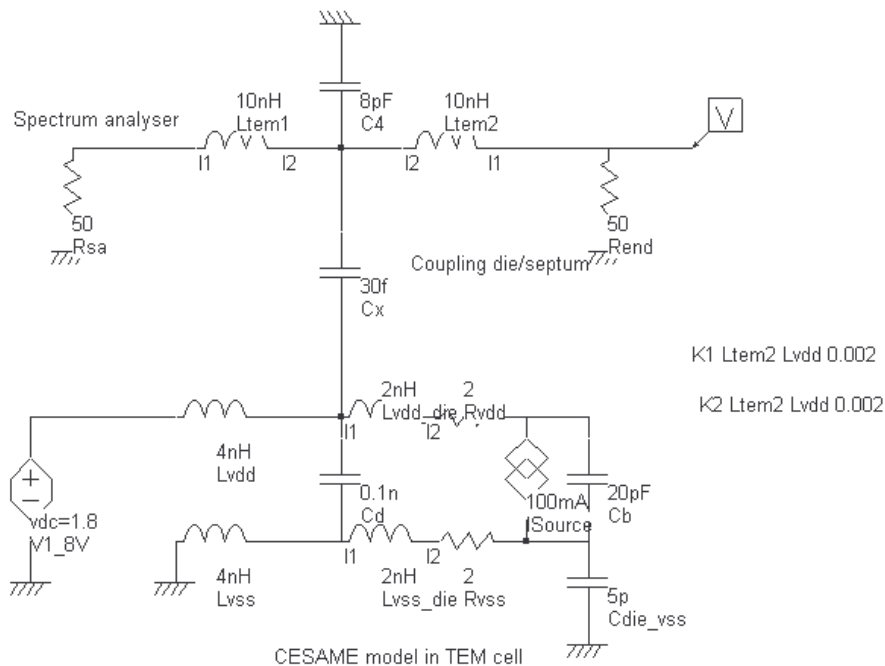 10nH
Ltem1
8pF
C4
10nH
Ltem2
V
Spectrum analyser
I1
I2
I2
I1
50
Rsa
50
Rend
Coupling die/septum
30f
Cx
K1 Ltem2 Lvdd 0.002
K2 Ltem2 Lvdd 0.002
2nH 2
Lvdd_die Rvdd
I1
I2
4nH
Lvdd
0.1n
Cd
100mA
ISource
20pF
Cb
vdc=1.8
V1_8V
I1
I2
4nH
Lvss
2nH 2
Lvss_die Rvss
5p
Cdie_vss
CESAME model in TEM cell